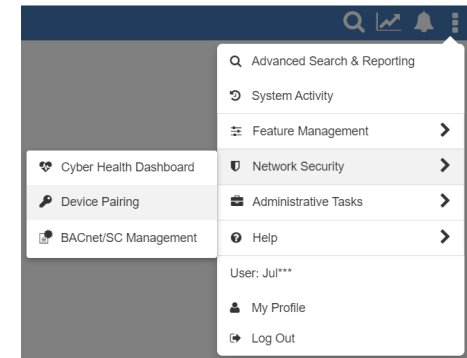 Advanced Search & Reporting
System Activity
Feature Management
Cyber Health Dashboard
Network Security
Device Pairing
Administrative Tasks
BACnet/SC Management
Help
User: Jul***
My Profile
Log Out